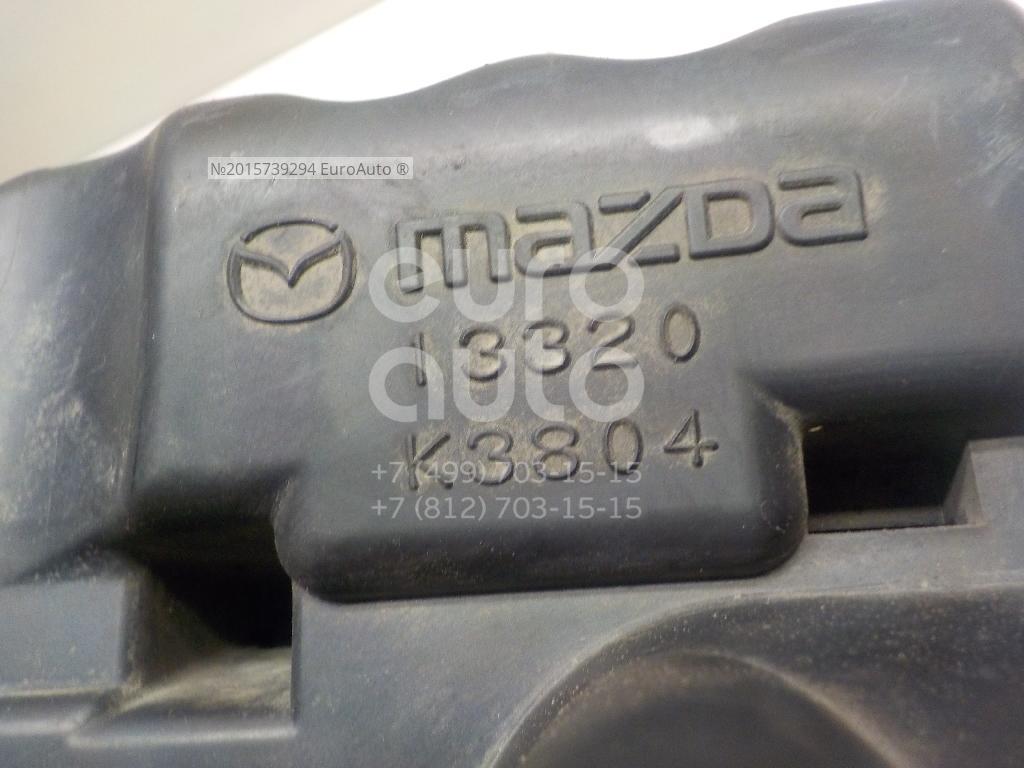 №2015739294 EuroAuto ®
mazda
euro
13320
auto
K3804
+7 (499) 703-15-15
+7 (812) 703-15-15